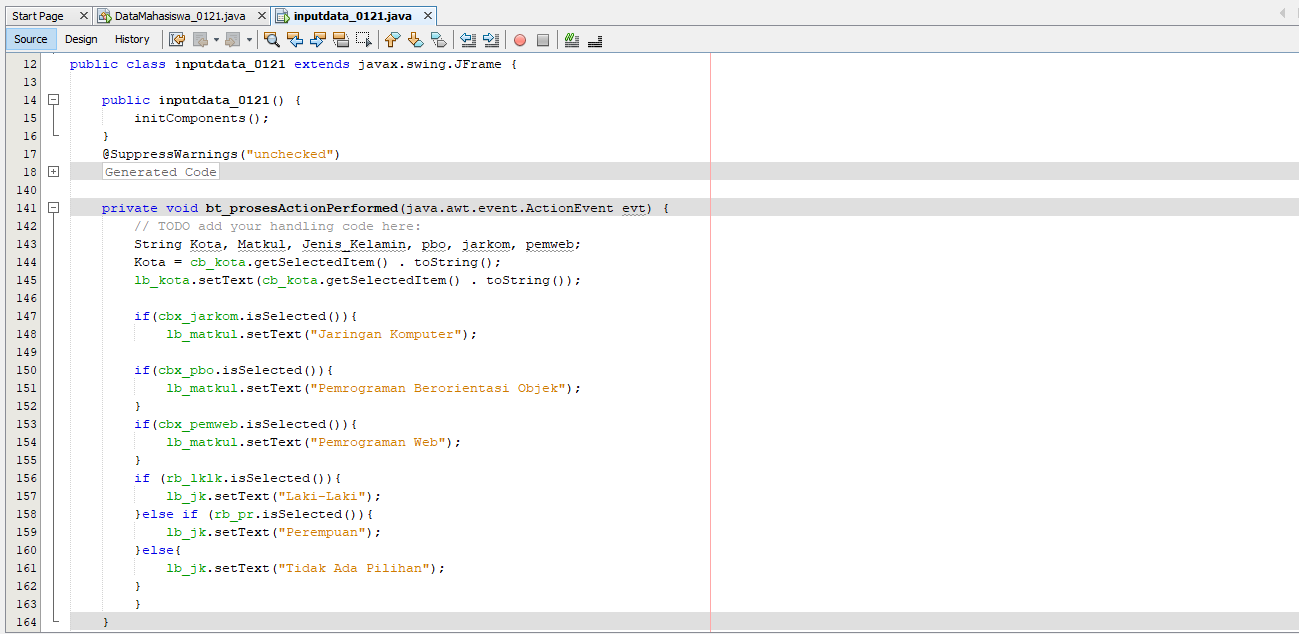 Start Page DataMahasiswa_0121.java inputdata_0121.java
Source Design History
12 public class inputdata_0121 extends javax.swing.JFrame {
13
14 public inputdata_0121() {
15 initComponents();
16 }
17 @SuppressWarnings("unchecked")
18 Generated Code
140
141 private void bt_prosesActionPerformed(java.awt.event.ActionEvent evt) {
142 // TODO add your handling code here:
143 String Kota, Matkul, Jenis_Kelamin, pbo, jarkom, pemweb;
144 Kota = cb_kota.getSelectedItem() . toString();
145 lb_kota.setText(cb_kota.getSelectedItem() . toString());
146
147 if(cbx_jarkom.isSelected()){
148 lb_matkul.setText("Jaringan Komputer");
149
150 if(cbx_pbo.isSelected()){
151 lb_matkul.setText("Pemrograman Berorientasi Objek");
152 }
153 if(cbx_pemweb.isSelected()){
154 lb_matkul.setText("Pemrograman Web");
155 }
156 if (rb_lklk.isSelected()){
157 lb_jk.setText("Laki-Laki");
158 }else if (rb_pr.isSelected()){
159 lb_jk.setText("Perempuan");
160 }else{
161 lb_jk.setText("Tidak Ada Pilihan");
162 }
163 }
164 }